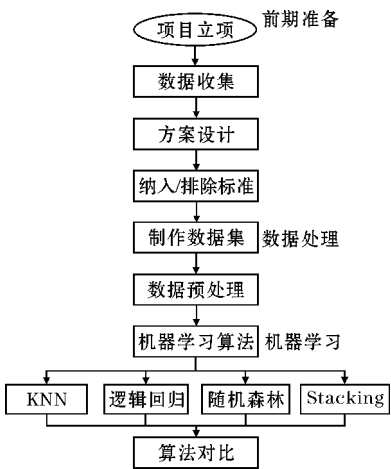 项目立项 前期准备
数据收集
方案设计
纳入/排除标准
制作数据集 数据处理
数据预处理
机器学习算法 机器学习
KNN 逻辑回归 随机森林 Stacking
算法对比